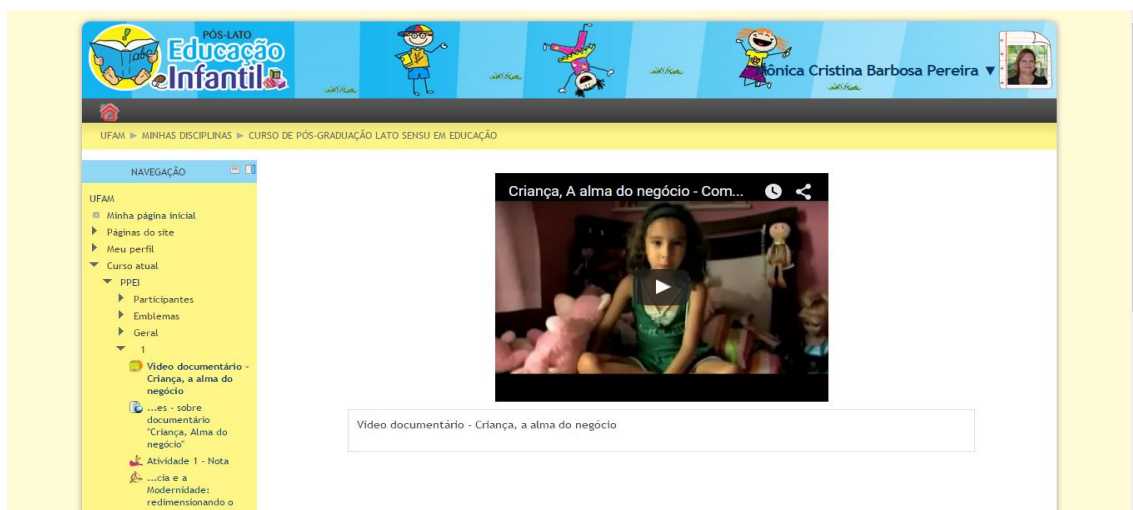 PÓS-LATO
abc
Educação
Infantil
Mônica Cristina Barbosa Pereira ▼
UFAM ► MINHAS DISCIPLINAS ► CURSO DE PÓS-GRADUAÇÃO LATO SENSU EM EDUCAÇÃO
NAVEGAÇÃO
UFAM
Minha página inicial
Páginas do site
Meu perfil
Curso atual
PPEI
Participantes
Emblemas
Geral
1
Video documentário -
Criança, a alma do
negócio
...es - sobre
documentário
"Criança, Alma do
negócio"
Atividade 1 - Nota
...cia e a
Modernidade:
redimensionando o
Criança, A alma do negócio - Com...
Video documentário - Criança, a alma do negócio